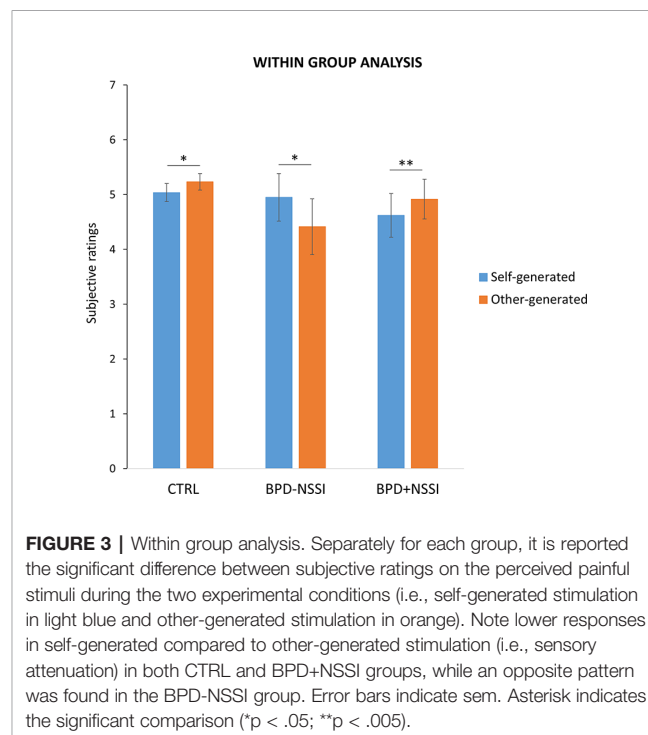 WITHIN GROUP ANALYSIS
7
6
5
4
3
2
1
0
Subjective ratings
*
*
**
CTRL
BPD-NSSI
BPD+NSSI
Self-generated
Other-generated
FIGURE 3 | Within group analysis. Separately for each group, it is reported
the significant difference between subjective ratings on the perceived painful
stimuli during the two experimental conditions (i.e., self-generated stimulation
in light blue and other-generated stimulation in orange). Note lower responses
in self-generated compared to other-generated stimulation (i.e., sensory
attenuation) in both CTRL and BPD+NSSI groups, while an opposite pattern
was found in the BPD-NSSI group. Error bars indicate sem. Asterisk indicates
the significant comparison (*p < .05; **p < .005).